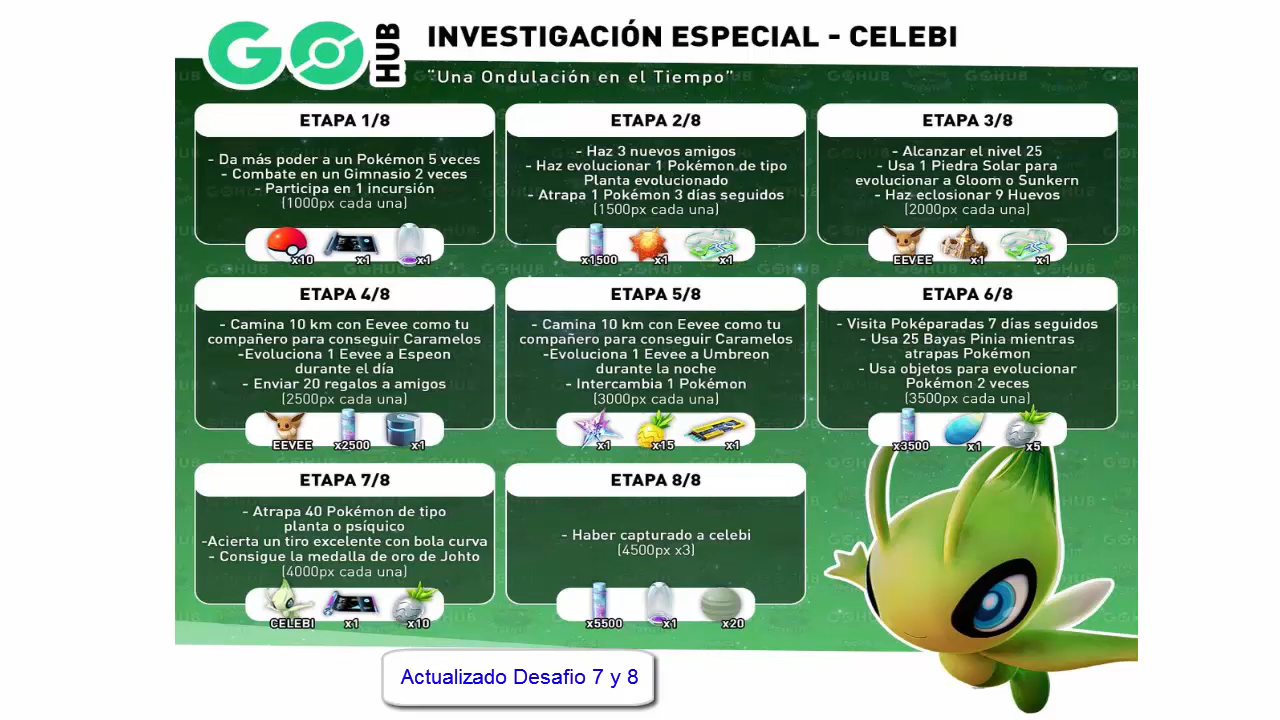 GO HUB
INVESTIGACIÓN ESPECIAL - CELEBI
"Una Ondulación en el Tiempo"
ETAPA 1/8
- Da más poder a un Pokémon 5 veces
- Combate en un Gimnasio 2 veces
- Participa en 1 incursión
(1000px cada una)
x10 x1 x1
ETAPA 2/8
- Haz 3 nuevos amigos
- Haz evolucionar 1 Pokémon de tipo
Planta evolucionado
- Atrapa 1 Pokémon 3 días seguidos
(1500px cada una)
x1500 x1 x1
ETAPA 3/8
- Alcanzar el nivel 25
- Usa 1 Piedra Solar para
evolucionar a Gloom o Sunkern
- Haz eclosionar 9 Huevos
(2000px cada una)
EEVEE x1 x1
ETAPA 4/8
- Camina 10 km con Eevee como tu
compañero para conseguir Caramelos
-Evoluciona 1 Eevee a Espeon
durante el día
- Enviar 20 regalos a amigos
(2500px cada una)
EEVEE x2500 x1
ETAPA 5/8
- Camina 10 km con Eevee como tu
compañero para conseguir Caramelos
-Evoluciona 1 Eevee a Umbreon
durante la noche
- Intercambia 1 Pokémon
(3000px cada una)
x1 x15 x1
ETAPA 6/8
- Visita Poképaradas 7 días seguidos
- Usa 25 Bayas Pinia mientras
atrapas Pokémon
- Usa objetos para evolucionar
Pokémon 2 veces
(3500px cada una)
x3500 x1 x5
ETAPA 7/8
- Atrapa 40 Pokémon de tipo
planta o psíquico
-Acierta un tiro excelente con bola curva
- Consigue la medalla de oro de Johto
(4000px cada una)
CELEBI x1 x10
ETAPA 8/8
- Haber capturado a celebi
(4500px x3)
x5500 x1 x20
Actualizado Desafio 7 y 8